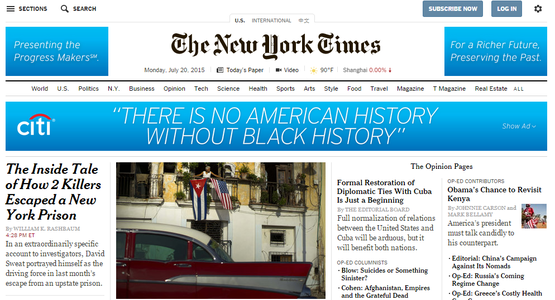 SECTIONS
SEARCH
U.S.
INTERNATIONAL
中文
SUBSCRIBE NOW
LOG IN
Presenting the
Progress Makers℠.
The New York Times
For a Richer Future,
Preserving the Past.
Monday, July 20, 2015
Today's Paper
Video
90°F
Shanghai 0.00% ↓
World U.S. Politics N.Y. Business Opinion Tech Science Health Sports Arts Style Food Travel Magazine T Magazine Real Estate ALL
citi
"THERE IS NO AMERICAN HISTORY
WITHOUT BLACK HISTORY"
Show Ad
The Inside Tale
of How 2 Killers
Escaped a New
York Prison
By WILLIAM K. RASHBAUM
4:28 PM ET
In an extraordinarily specific
account to investigators, David
Sweat portrayed himself as the
driving force in last month's
escape from an upstate prison.
The Opinion Pages
Formal Restoration of
Diplomatic Ties With Cuba
Is Just a Beginning
By THE EDITORIAL BOARD
Full normalization of relations
between the United States and
Cuba will be arduous, but it
will benefit both nations.
OP-ED COLUMNISTS
· Blow: Suicides or Something
Sinister?
· Cohen: Afghanistan, Empires
and the Grateful Dead
OP-ED CONTRIBUTORS
Obama's Chance to Revisit
Kenya
By JOHNNIE CARSON and
MARK BELLAMY
America's president
must talk candidly to
his counterpart.
· Editorial: China's Campaign
Against Its Nomads
· Op-Ed: Russia's Coming
Regime Change
· Op-Ed: Greece's Costly Health